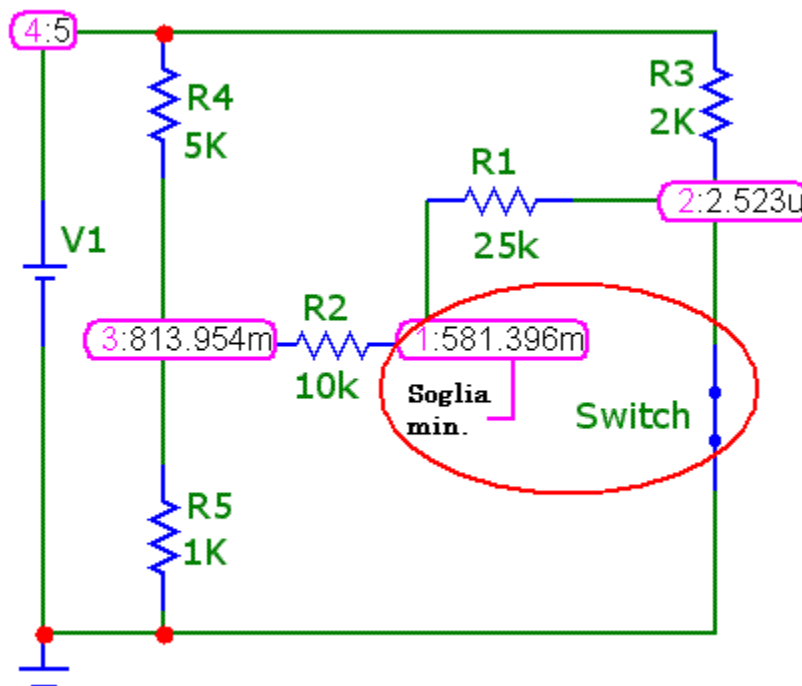 4:5
R4
5K
R3
2K
R1
25k
2:2.523u
V1
3:813.954m
R2
10k
1:581.396m
Soglia
min.
Switch
R5
1K